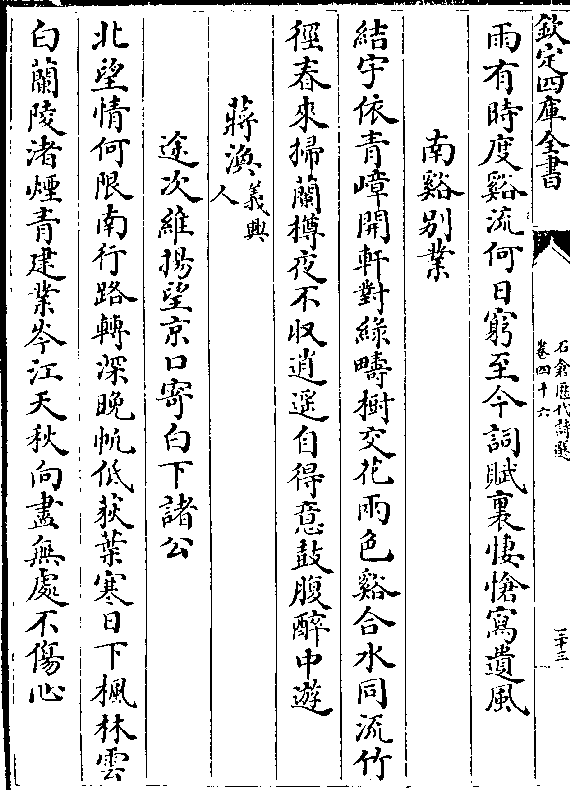 欽定四庫全書
石倉歷代詩選
卷四十六
三十三
雨有時度谿流何日窮至今詞賦裏悽愴寫遺風
南谿别業
結宇依青嶂開軒對綠疇樹交花兩色谿合水同流竹
徑春來掃蘭樽夜不収逍遥自得意鼓腹醉中遊
蔣渙
義興
人
途次維揚望京口寄白下諸公
北望情何限南行路轉深晚帆低荻葉寒日下楓林雲
白蘭陵渚煙青建業岑江天秋向盡無處不傷心